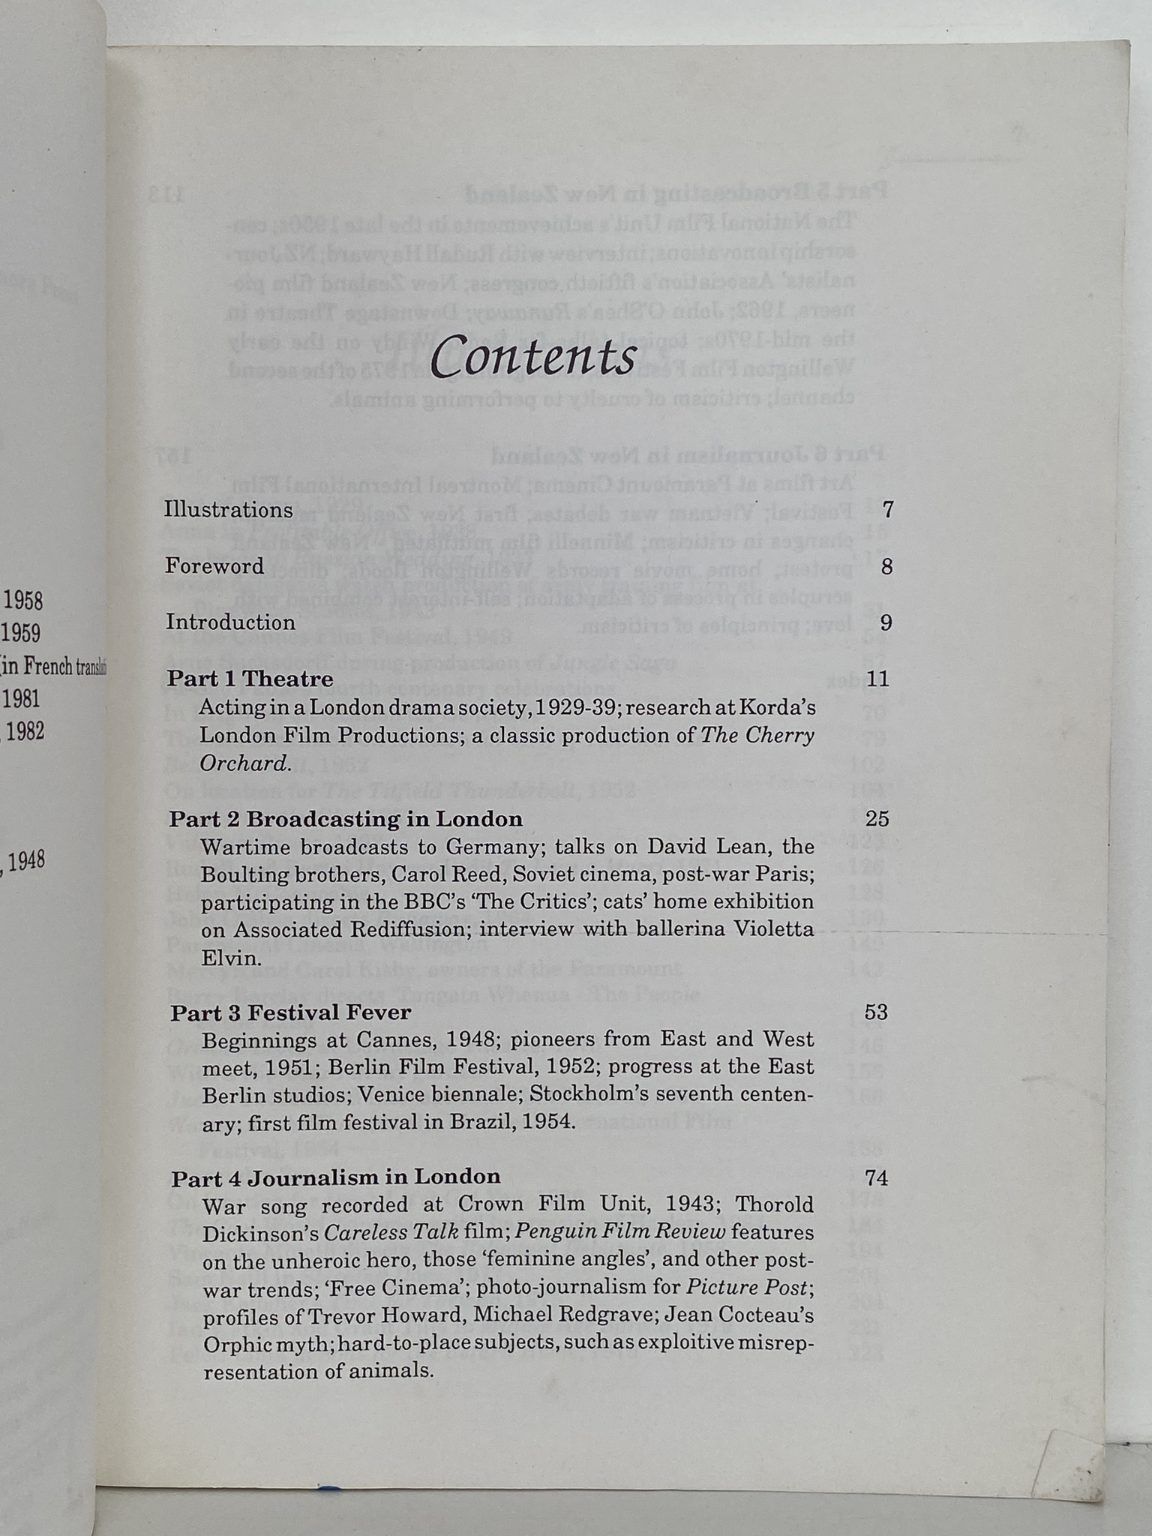 1958
1959
in French
1981
1982
, 1948
Contents
Illustrations 7
Foreword 8
Introduction 9
Part 1 Theatre 11
Acting in a London drama society, 1929-39; research at Korda's
London Film Productions; a classic production of The Cherry
Orchard.
Part 2 Broadcasting in London 25
Wartime broadcasts to Germany; talks on David Lean, the
Boulting brothers, Carol Reed, Soviet cinema, post-war Paris;
participating in the BBC's 'The Critics'; cats' home exhibition
on Associated Rediffusion; interview with ballerina Violetta
Elvin.
Part 3 Festival Fever 53
Beginnings at Cannes, 1948; pioneers from East and West
meet, 1951; Berlin Film Festival, 1952; progress at the East
Berlin studios; Venice biennale; Stockholm's seventh centen-
ary; first film festival in Brazil, 1954.
Part 4 Journalism in London 74
War song recorded at Crown Film Unit, 1943; Thorold
Dickinson's Careless Talk film; Penguin Film Review features
on the unheroic hero, those 'feminine angles', and other post-
war trends; 'Free Cinema'; photo-journalism for Picture Post;
profiles of Trevor Howard, Michael Redgrave; Jean Cocteau's
Orphic myth; hard-to-place subjects, such as exploitive misrep-
resentation of animals.